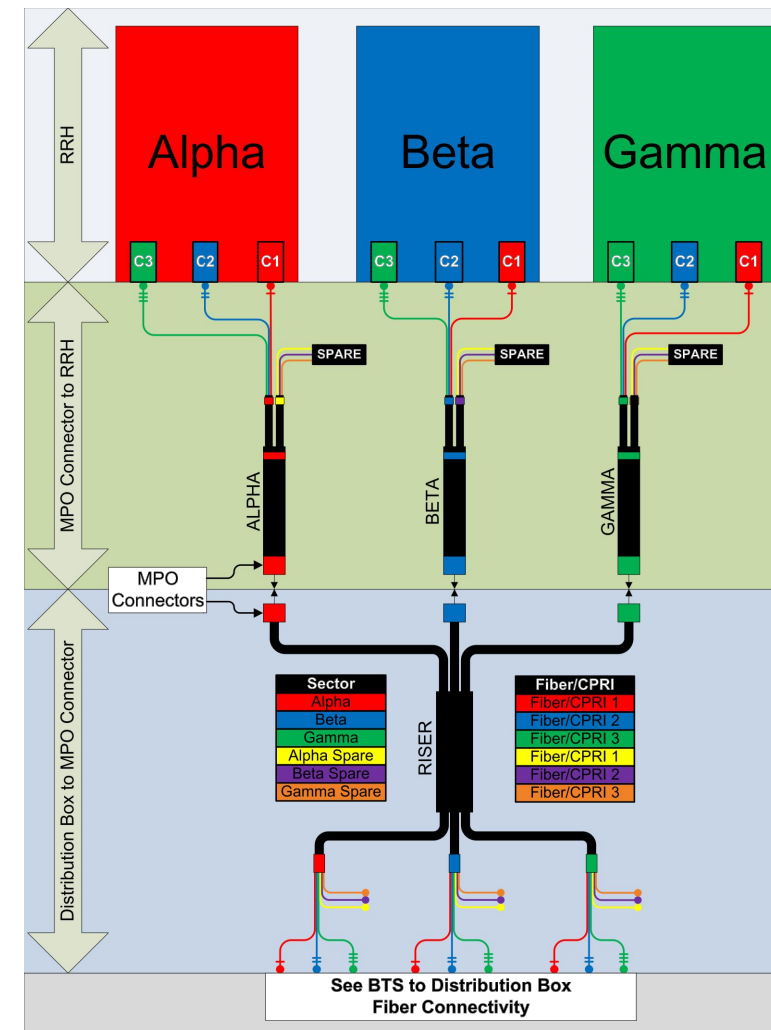 RRH
Alpha
Beta
Gamma
C3
C2
C1
C3
C2
C1
C3
C2
C1
MPO Connector to RRH
SPARE
SPARE
SPARE
ALPHA
BETA
GAMMA
MPO
Connectors
Distribution Box to MPO Connector
Sector
Alpha
Beta
Gamma
Alpha Spare
Beta Spare
Gamma Spare
RISER
Fiber/CPRI
Fiber/CPRI 1
Fiber/CPRI 2
Fiber/CPRI 3
Fiber/CPRI 1
Fiber/CPRI 2
Fiber/CPRI 3
See BTS to Distribution Box
Fiber Connectivity